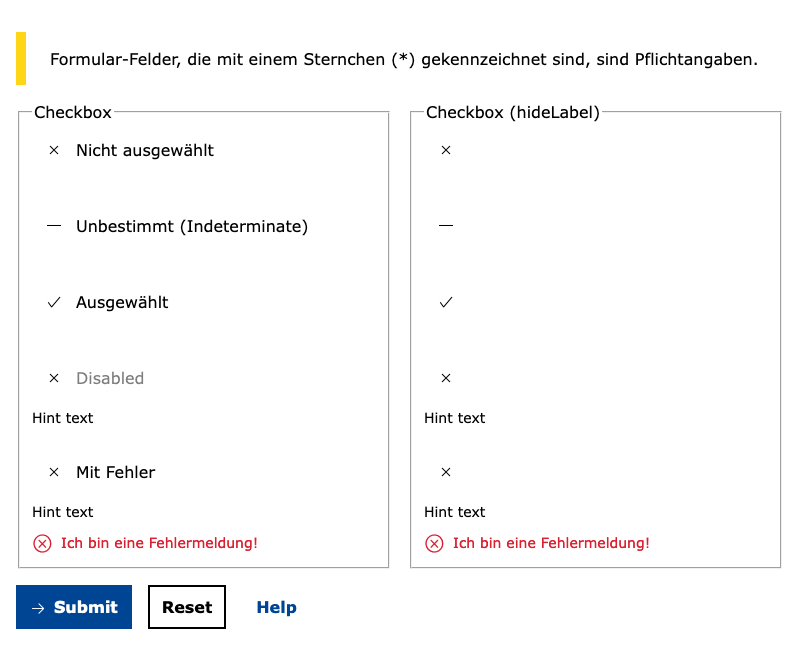 Formular-Felder, die mit einem Sternchen (*) gekennzeichnet sind, sind Pflichtangaben.
Checkbox
Nicht ausgewählt
Unbestimmt (Indeterminate)
Ausgewählt
Disabled
Hint text
Mit Fehler
Hint text
Ich bin eine Fehlermeldung!
Checkbox (hideLabel)
Hint text
Hint text
Ich bin eine Fehlermeldung!
Submit
Reset
Help